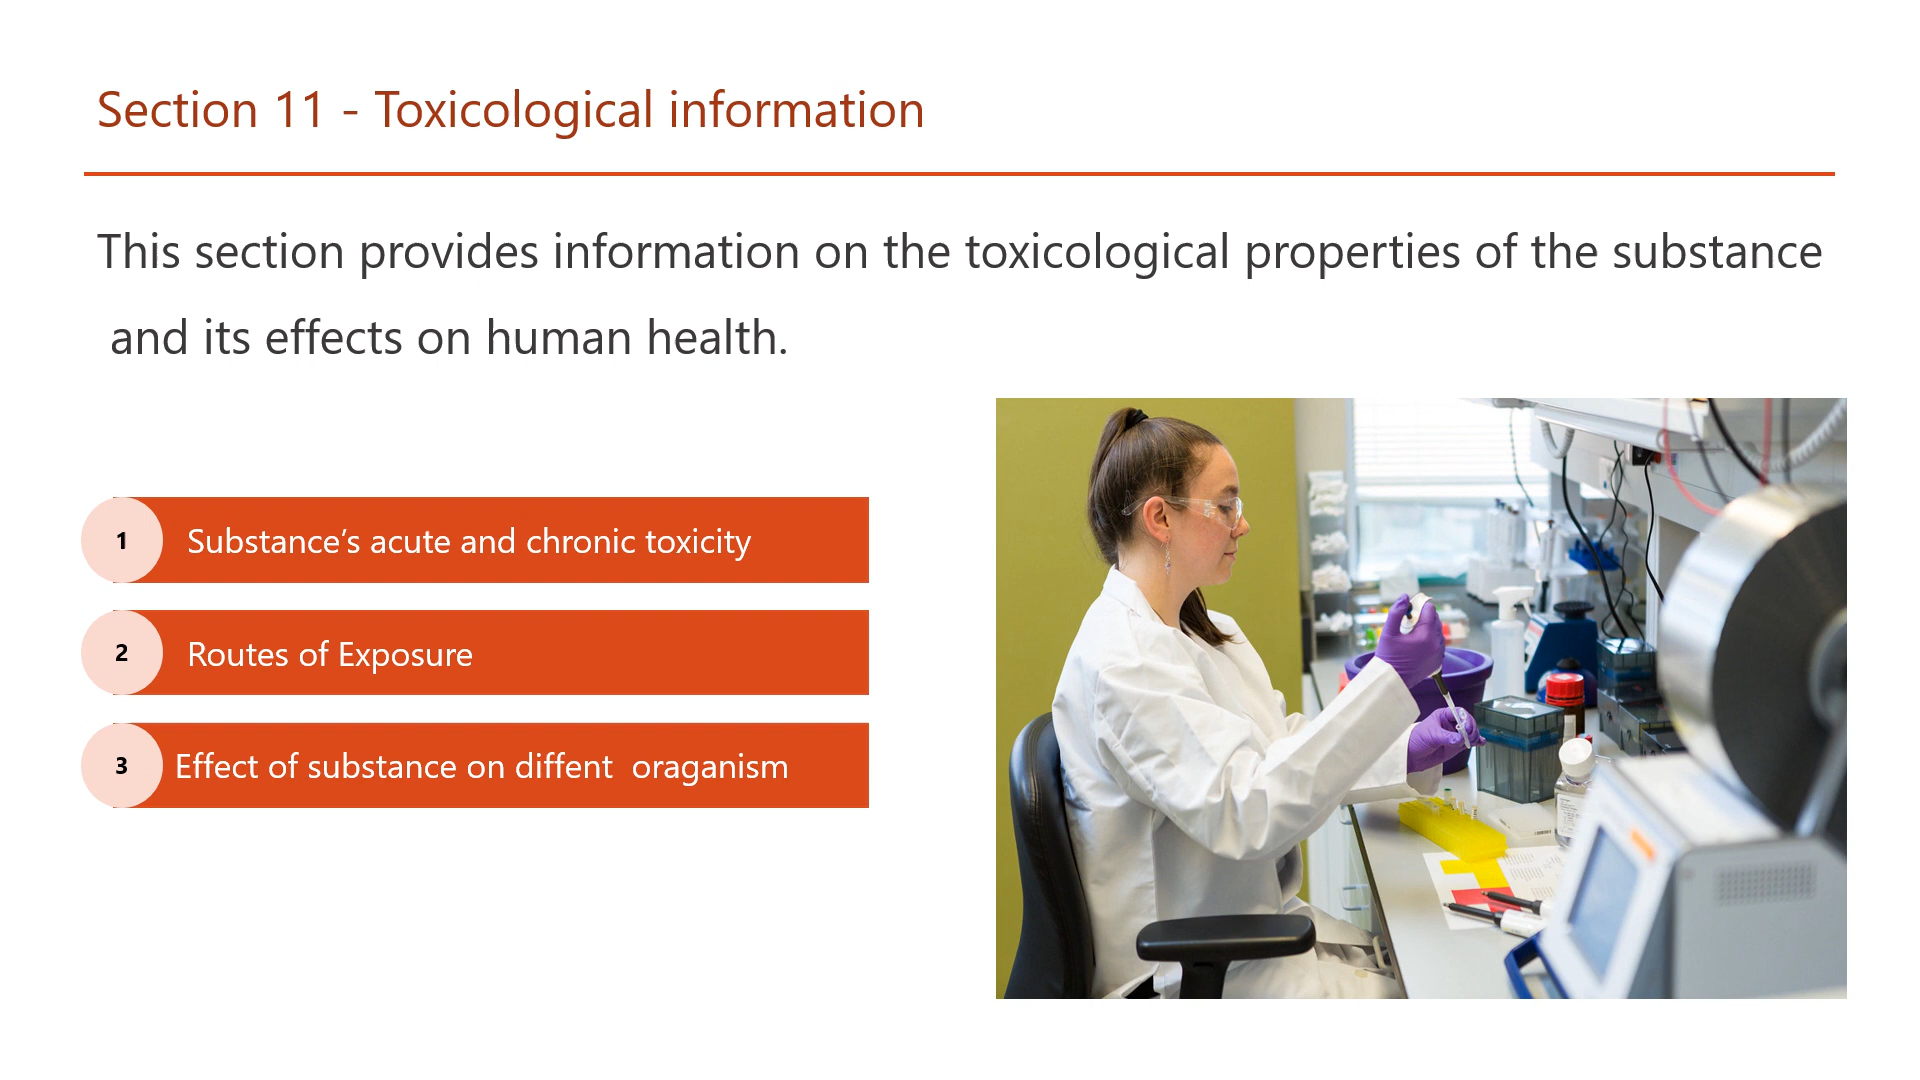 Section 11 - Toxicological information
This section provides information on the toxicological properties of the substance
and its effects on human health.
1 Substance’s acute and chronic toxicity
2 Routes of Exposure
3 Effect of substance on diffent  oraganism